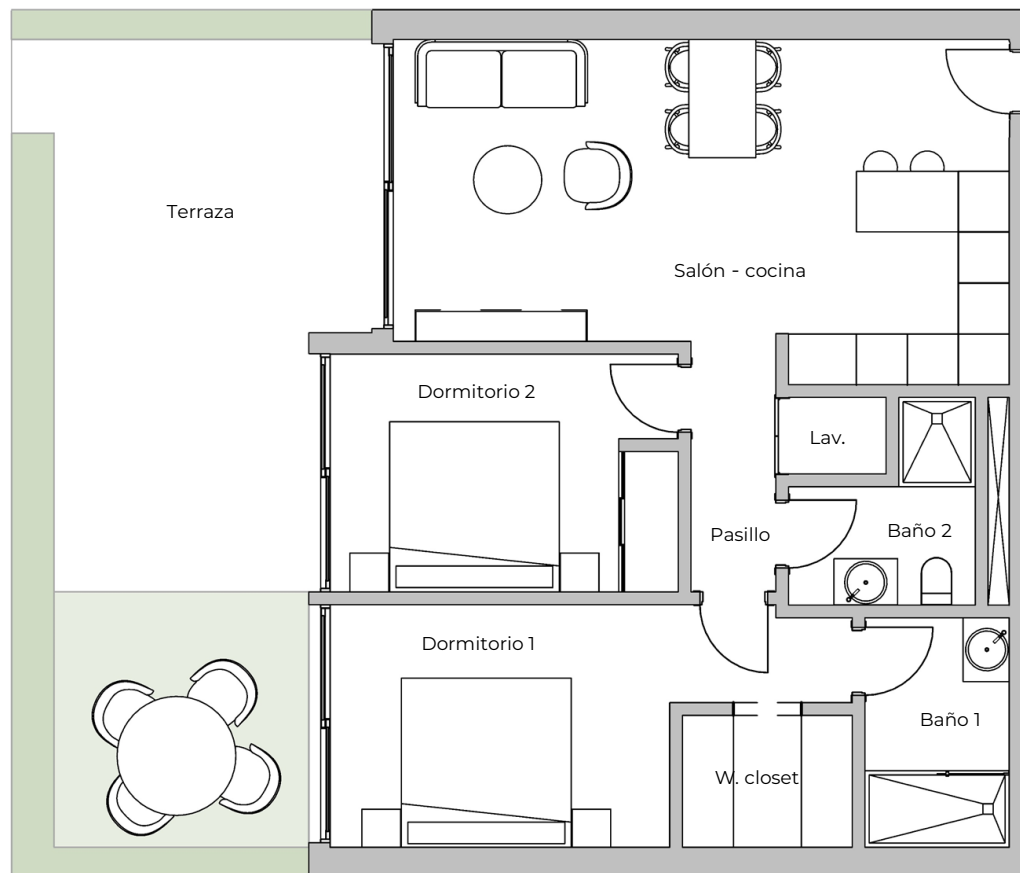 Terraza
Salón - cocina
Dormitorio 2
Lav.
Pasillo
Baño 2
Dormitorio 1
Baño 1
W. closet